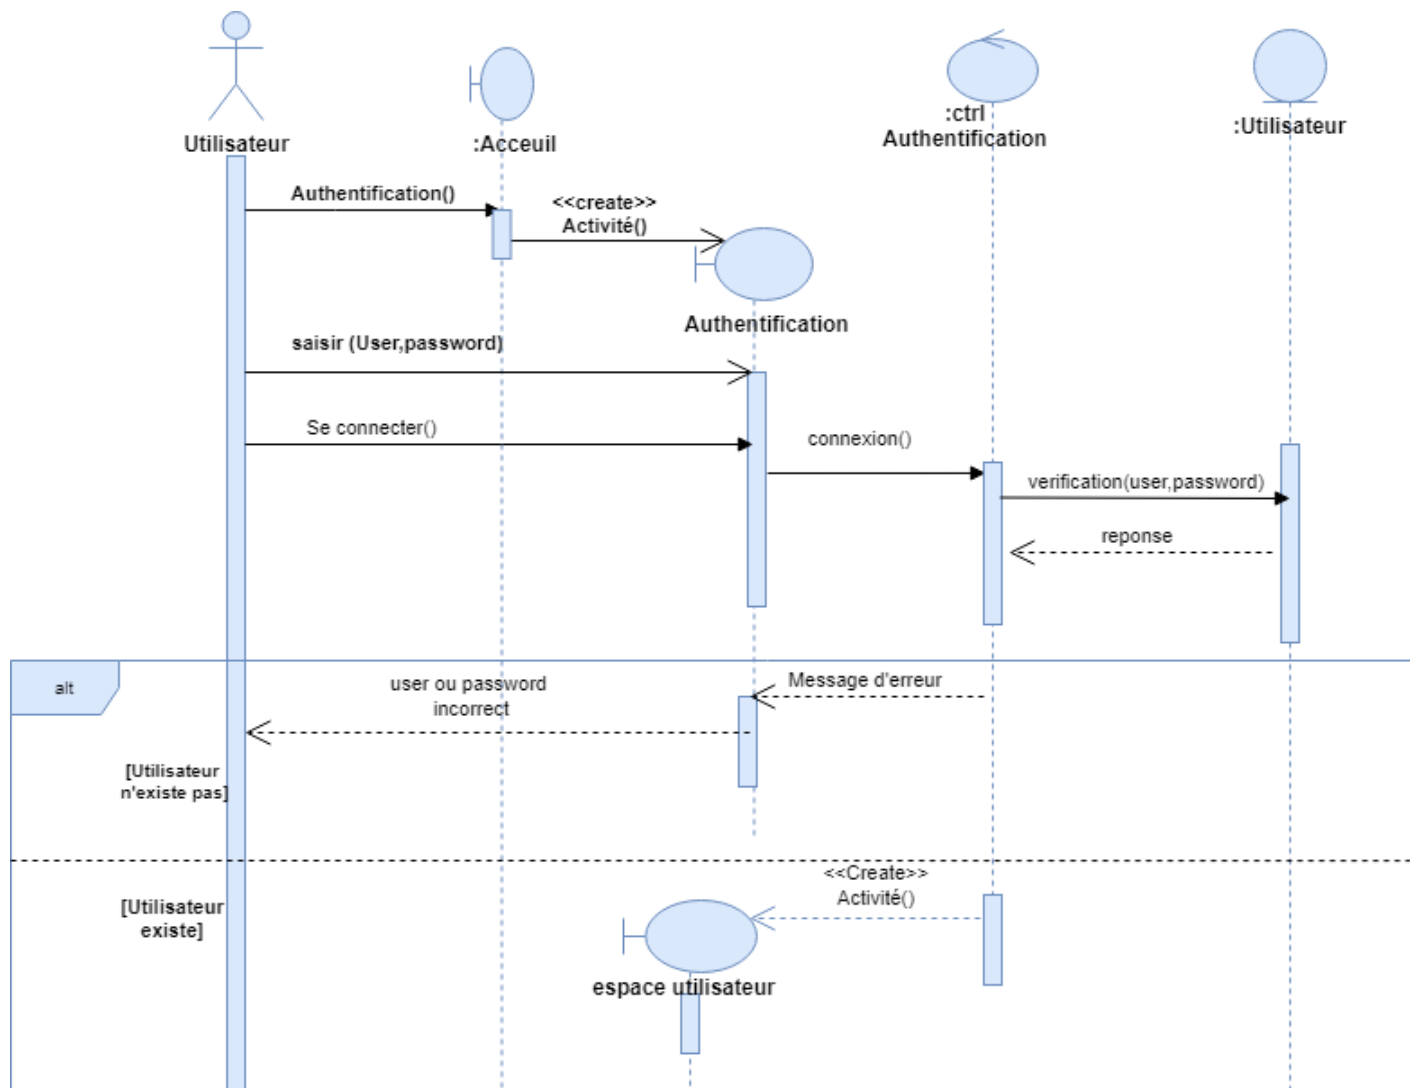 Utilisateur
:Acceuil
:ctrl
Authentification
:Utilisateur
Authentification()
<<create>>
Activité()
Authentification
saisir (User,password)
Se connecter()
connexion()
verification(user,password)
reponse
alt
user ou password
incorrect
Message d'erreur
[Utilisateur
n'existe pas]
<<Create>>
Activité()
[Utilisateur
existe]
espace utilisateur